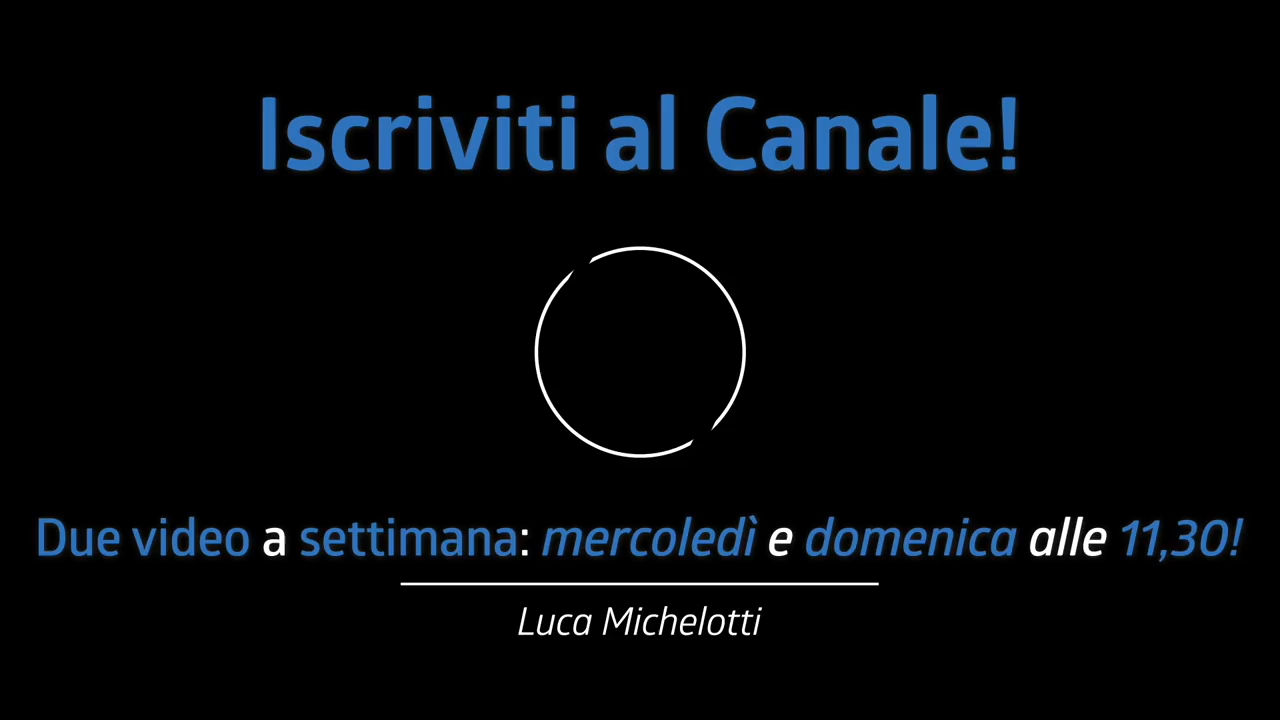 Iscriviti al Canale!
Due video a settimana: mercoledì e domenica alle 11,30!
Luca Michelotti